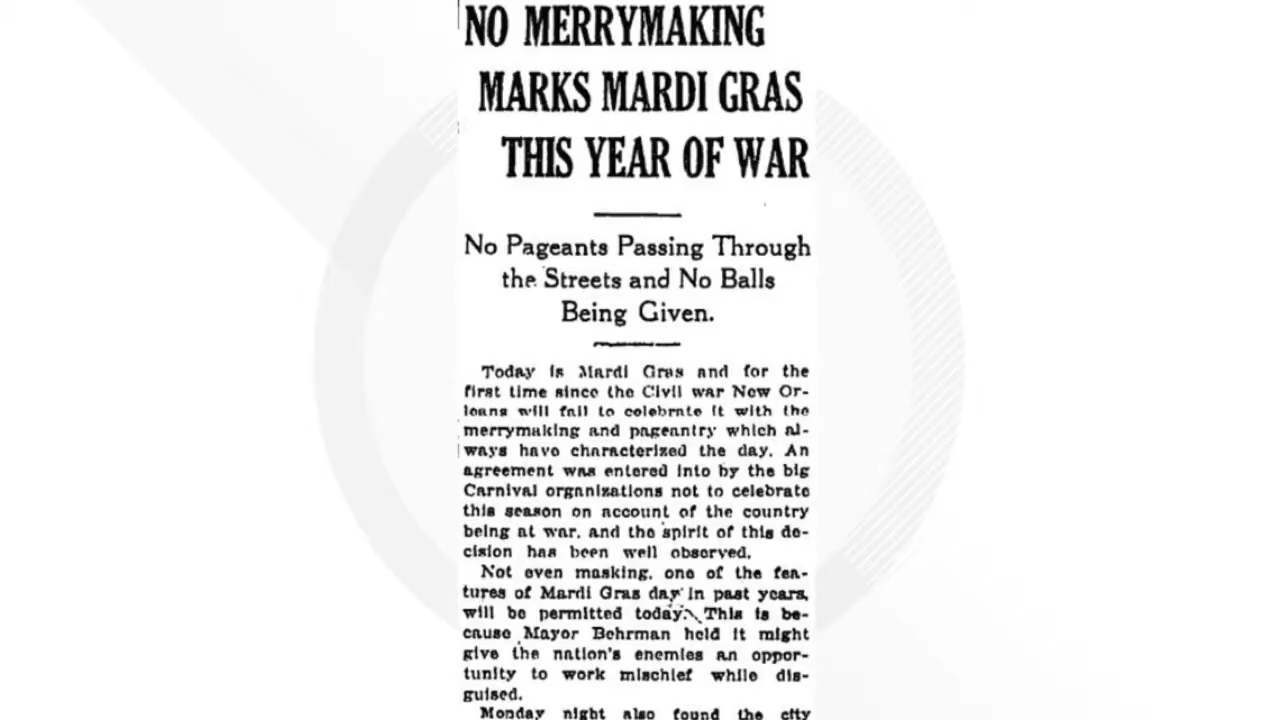 NO MERRYMAKING
MARKS MARDI GRAS
THIS YEAR OF WAR
No Pageants Passing Through
the Streets and No Balls
Being Given.
Today is Mardi Gras and for the
first time since the Civil war New Or-
leans will fail to celebrate it with the
merrymaking and pageantry which al-
ways have characterized the day. An
agreement was entered into by the big
Carnival organizations not to celebrate
this season on account of the country
being at war, and the spirit of this de-
cision has been well observed.
Not even masking, one of the fea-
tures of Mardi Gras day in past years,
will be permitted today. This is be-
cause Mayor Behrman held it might
give the nation's enemies an oppor-
tunity to work mischief while dis-
guised.
Monday night also found the city